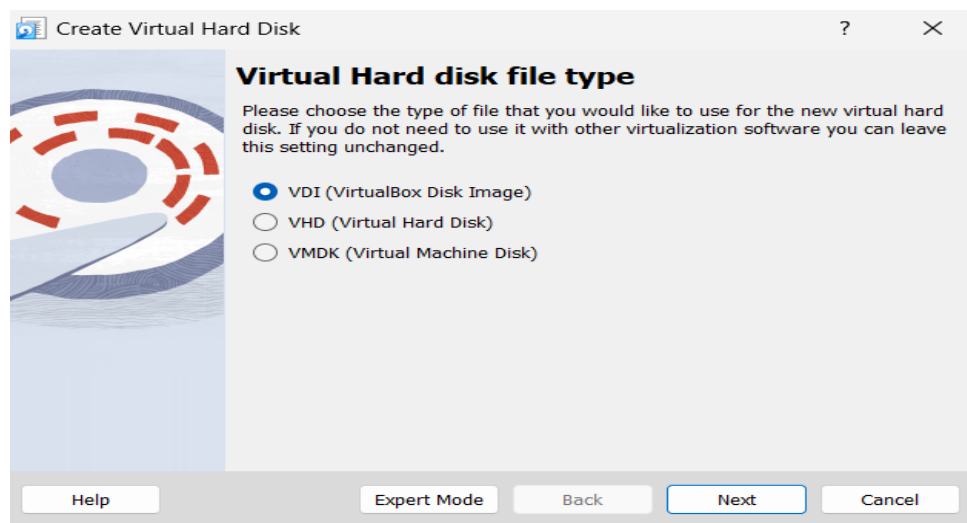 Create Virtual Hard Disk
?
Virtual Hard disk file type
Please choose the type of file that you would like to use for the new virtual hard
disk. If you do not need to use it with other virtualization software you can leave
this setting unchanged.
VDI (VirtualBox Disk Image)
VHD (Virtual Hard Disk)
VMDK (Virtual Machine Disk)
Help Expert Mode Back Next Cancel